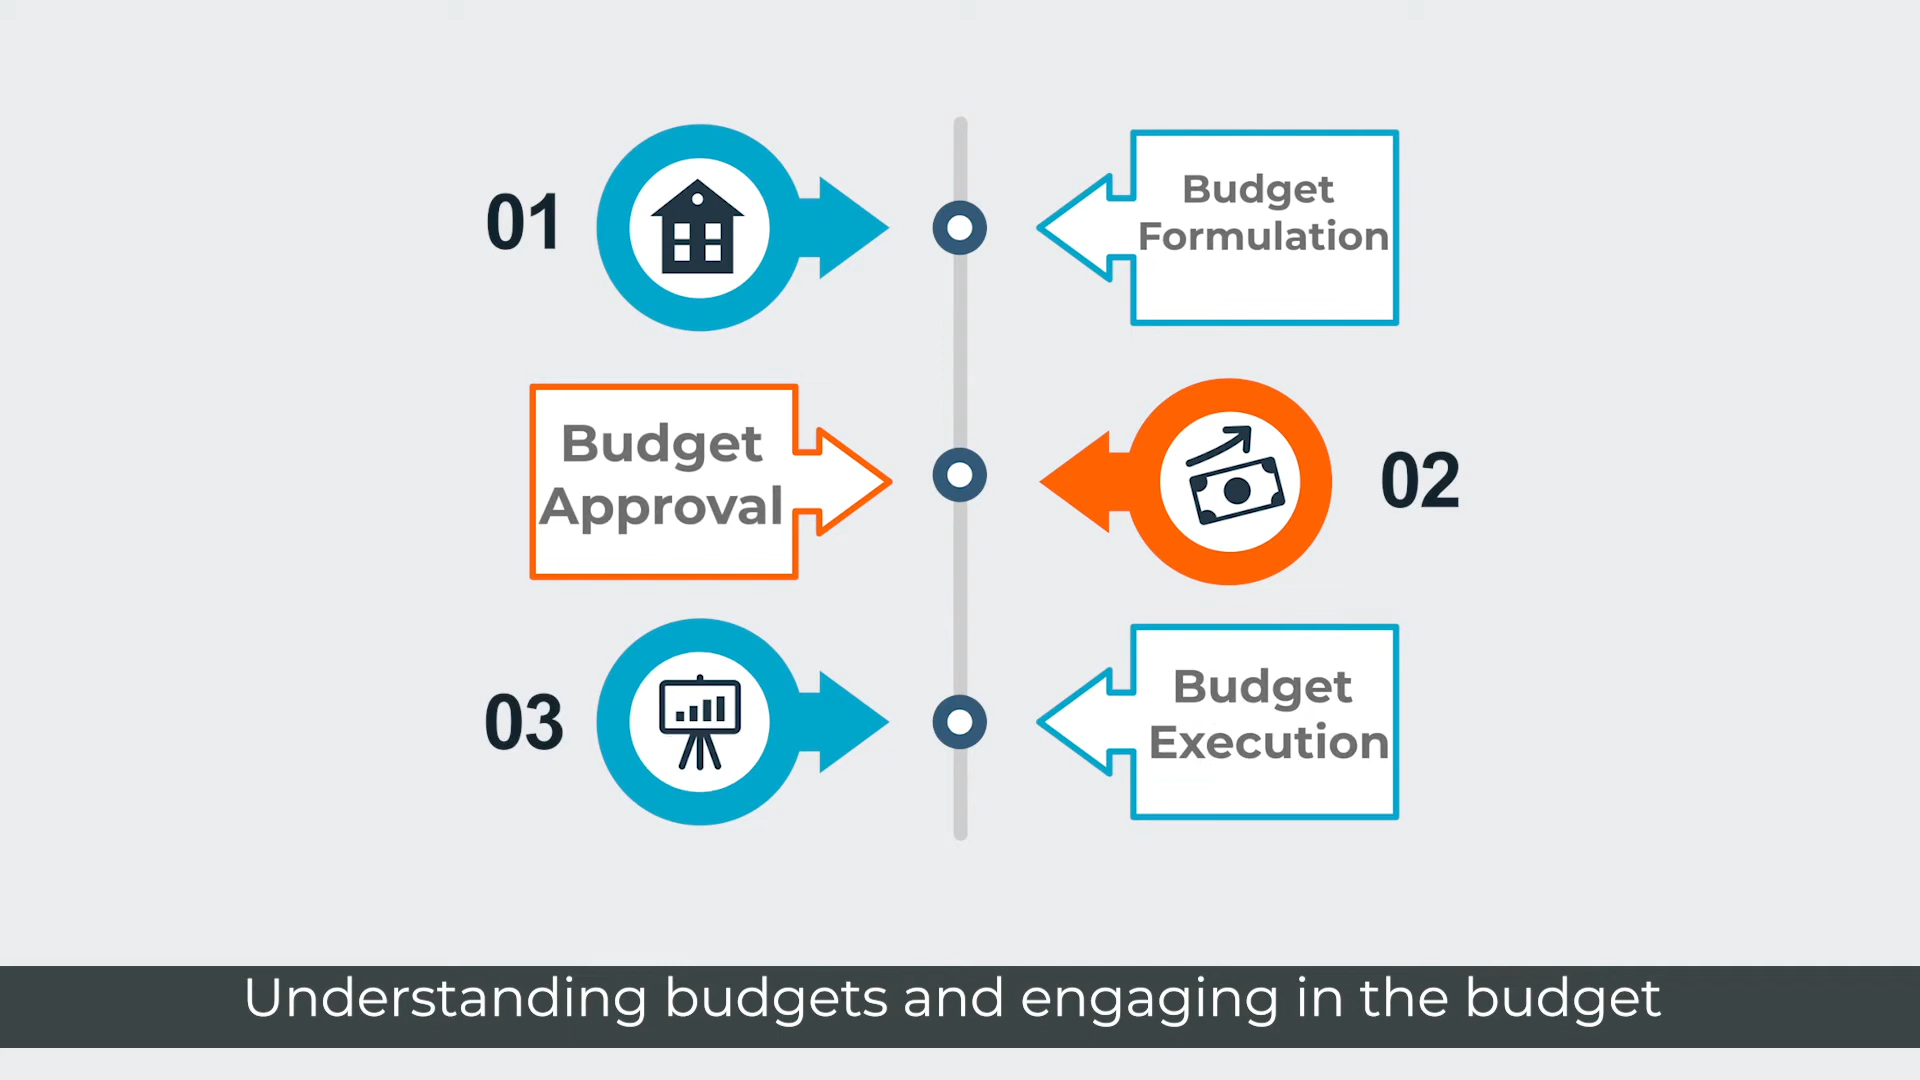 01
Budget
Formulation
Budget
Approval
02
03
Budget
Execution
Understanding budgets and engaging in the budget